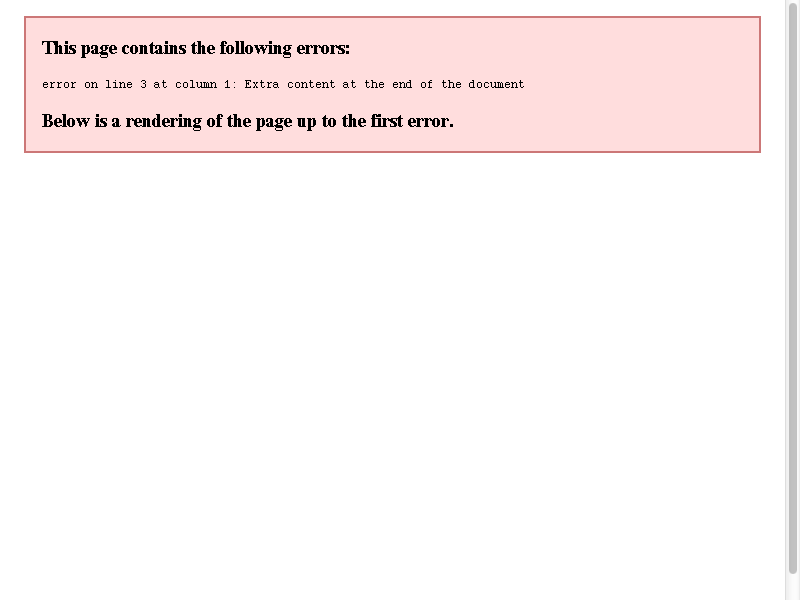 This page contains the following errors:
error on line 3 at column 1: Extra content at the end of the document
Below is a rendering of the page up to the first error.